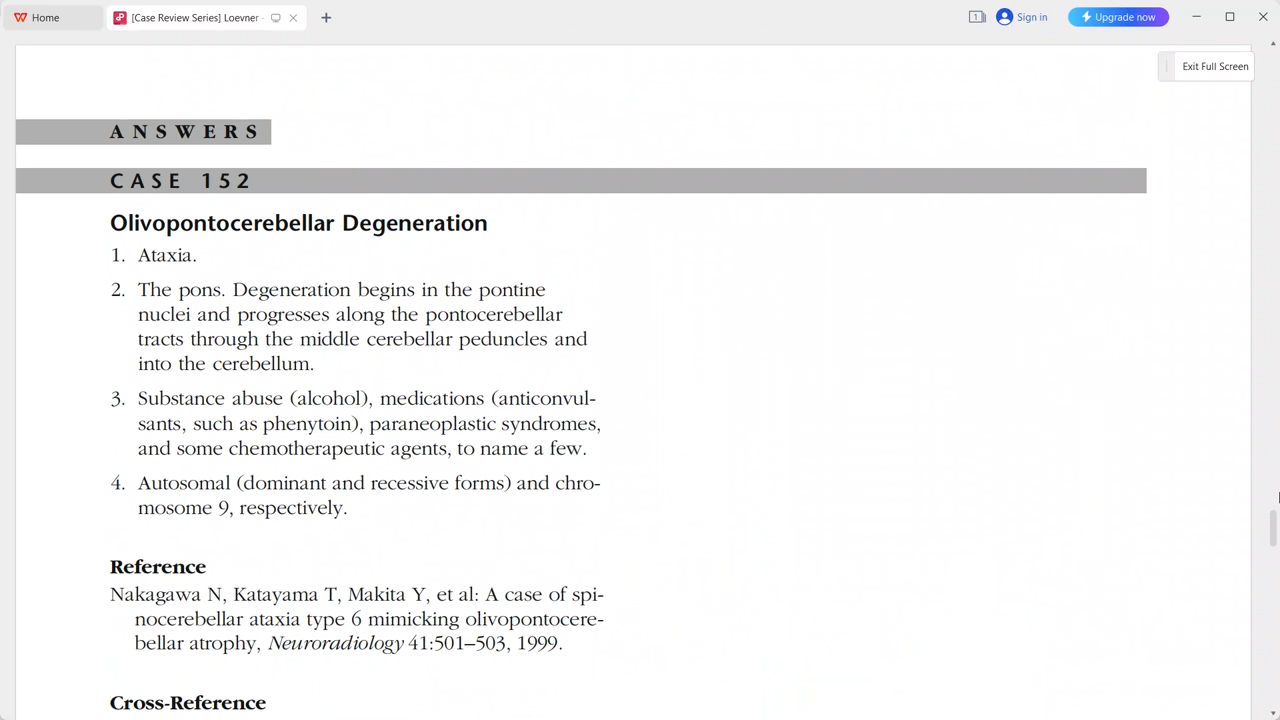 Home
[Case Review Series] Loevner
Sign in
Upgrade now
Exit Full Screen
ANSWERS
CASE 152
Olivopontocerebellar Degeneration
1. Ataxia.
2. The pons. Degeneration begins in the pontine
nuclei and progresses along the pontocerebellar
tracts through the middle cerebellar peduncles and
into the cerebellum.
3. Substance abuse (alcohol), medications (anticonvul-
sants, such as phenytoin), paraneoplastic syndromes,
and some chemotherapeutic agents, to name a few.
4. Autosomal (dominant and recessive forms) and chro-
mosome 9, respectively.
Reference
Nakagawa N, Katayama T, Makita Y, et al: A case of spi-
nocerebellar ataxia type 6 mimicking olivopontocere-
bellar atrophy, Neuroradiology 41:501–503, 1999.
Cross-Reference